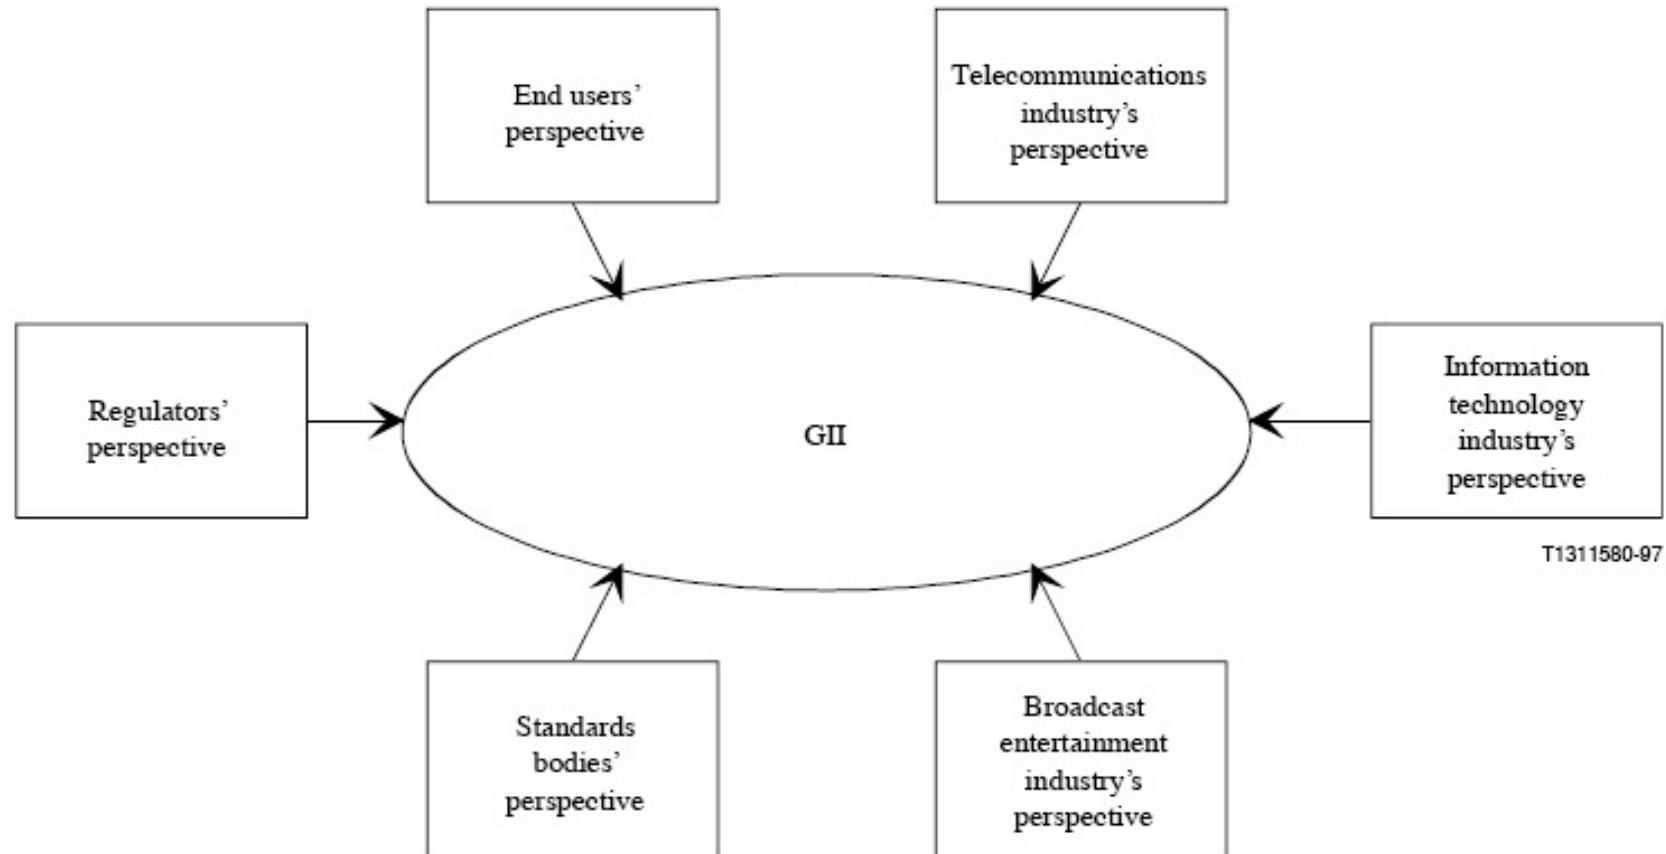 End users’
perspective
Telecommunications
industry’s
perspective
Regulators’
perspective
GII
Information
technology
industry’s
perspective
T1311580-97
Standards
bodies’
perspective
Broadcast
entertainment
industry’s
perspective